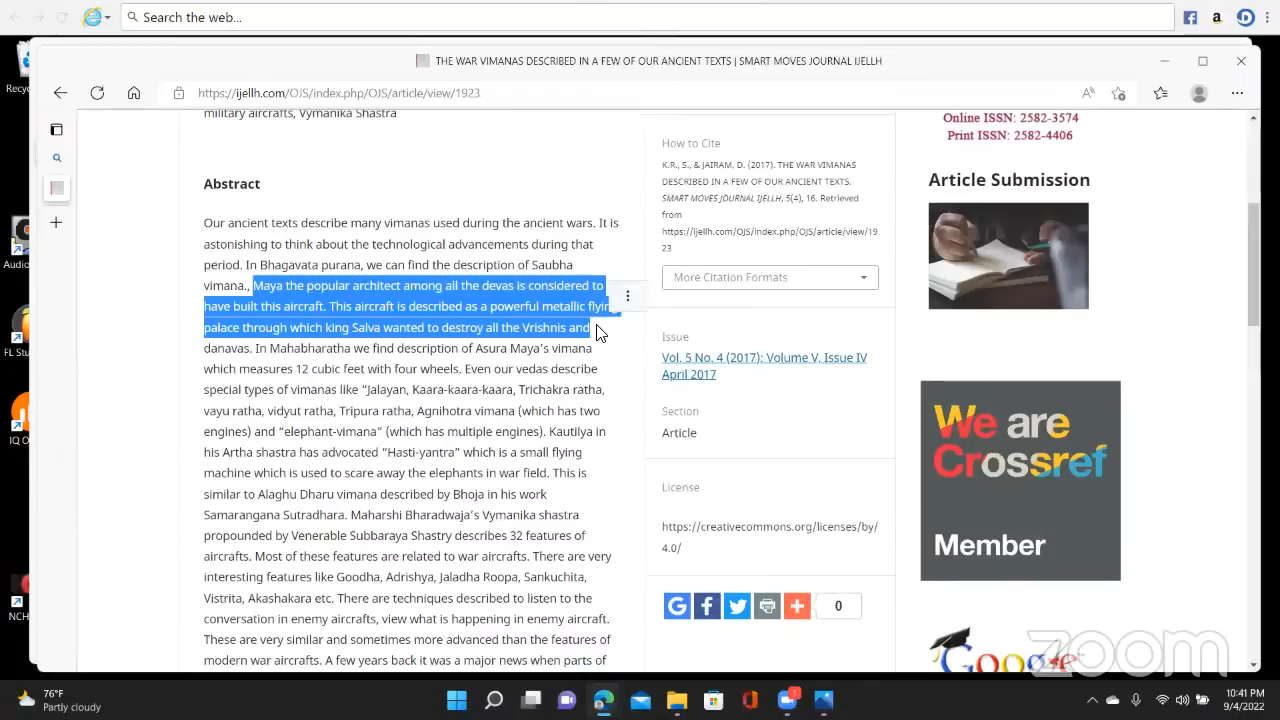 Search the web...
THE WAR VIMANAS DESCRIBED IN A FEW OF OUR ANCIENT TEXTS | SMART MOVES JOURNAL IJELLH
https://ijellh.com/OJS/index.php/OJS/article/view/1923
military aircrafts, Vymanika Shastra
Abstract
Our ancient texts describe many vimanas used during the ancient wars. It is
astonishing to think about the technological advancements during that
period. In Bhagavata purana, we can find the description of Saubha
vimana., Maya the popular architect among all the devas is considered to
have built this aircraft. This aircraft is described as a powerful metallic flying
palace through which king Salva wanted to destroy all the Vrishnis and
danavas. In Mahabharatha we find description of Asura Maya's vimana
which measures 12 cubic feet with four wheels. Even our vedas describe
special types of vimanas like "Jalayan, Kaara-kaara-kaara, Trichakra ratha,
vayu ratha, vidyut ratha, Tripura ratha, Agnihotra vimana (which has two
engines) and "elephant-vimana" (which has multiple engines). Kautilya in
his Artha shastra has advocated "Hasti-yantra" which is a small flying
machine which is used to scare away the elephants in war field. This is
similar to Alaghu Dharu vimana described by Bhoja in his work
Samarangana Sutradhara. Maharshi Bharadwaja's Vymanika shastra
propounded by Venerable Subbaraya Shastry describes 32 features of
aircrafts. Most of these features are related to war aircrafts. There are very
interesting features like Goodha, Adrishya, Jaladha Roopa, Sankuchita,
Vistrita, Akashakara etc. There are techniques described to listen to the
conversation in enemy aircrafts, view what is happening in enemy aircraft.
These are very similar and sometimes more advanced than the features of
modern war aircrafts. A few years back it was a major news when parts of
How to Cite
K.R., S., & JAIRAM, D. (2017). THE WAR VIMANAS
DESCRIBED IN A FEW OF OUR ANCIENT TEXTS.
SMART MOVES JOURNAL IJELLH, 5(4), 16. Retrieved
from
https://ijellh.com/OJS/index.php/OJS/article/view/19
23
More Citation Formats
Issue
Vol. 5 No. 4 (2017): Volume V, Issue IV
April 2017
Section
Article
License
https://creativecommons.org/licenses/by/
4.0/
0
Online ISSN: 2582-3574
Print ISSN: 2582-4406
Article Submission
We are
Crossref
Member
Google
zoom
Recyc
Audio
FL Stu
IQ O
NCH
76°F
Partly cloudy
1
10:41 PM
9/4/2022